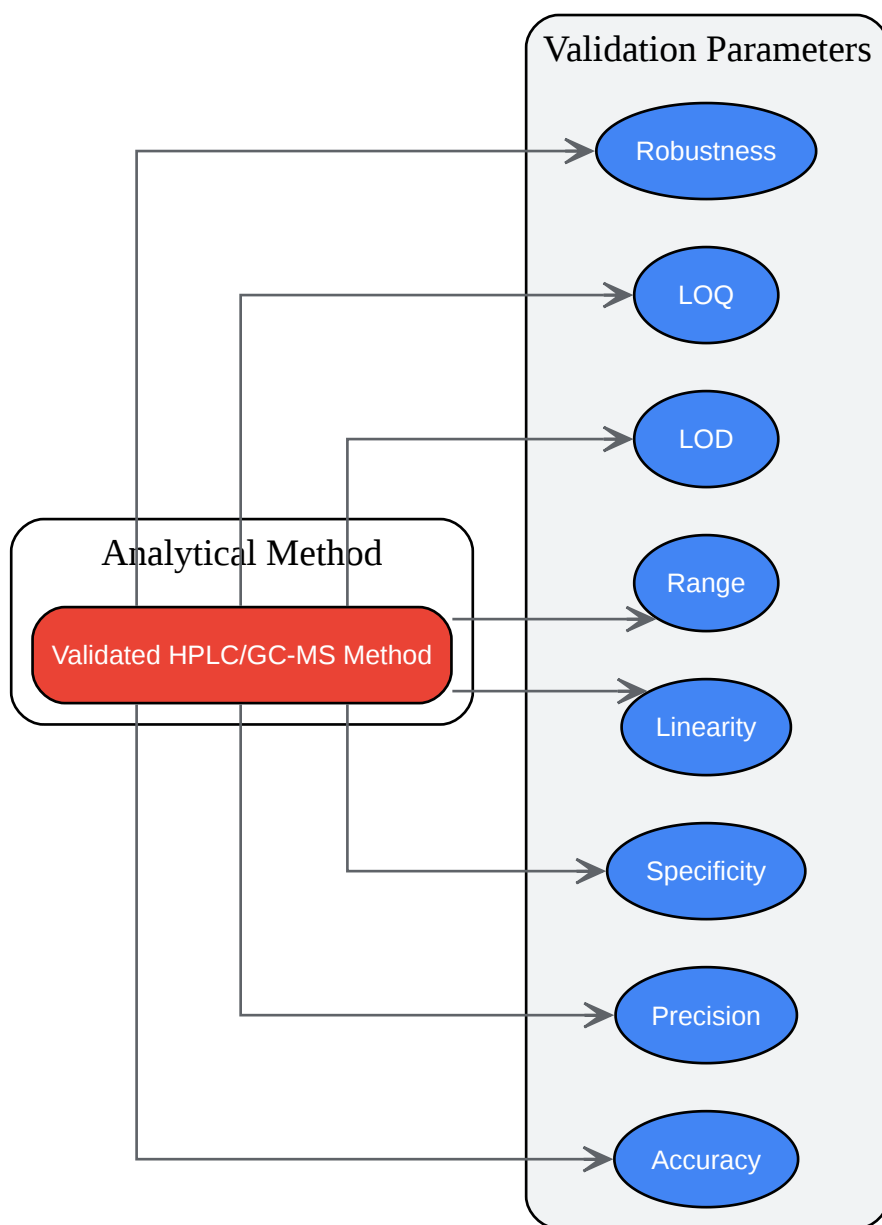 Validation Parameters
Robustness
LOQ
LOD
Range
Analytical Method
Validated HPLC/GC-MS Method
Linearity
Specificity
Precision
Accuracy